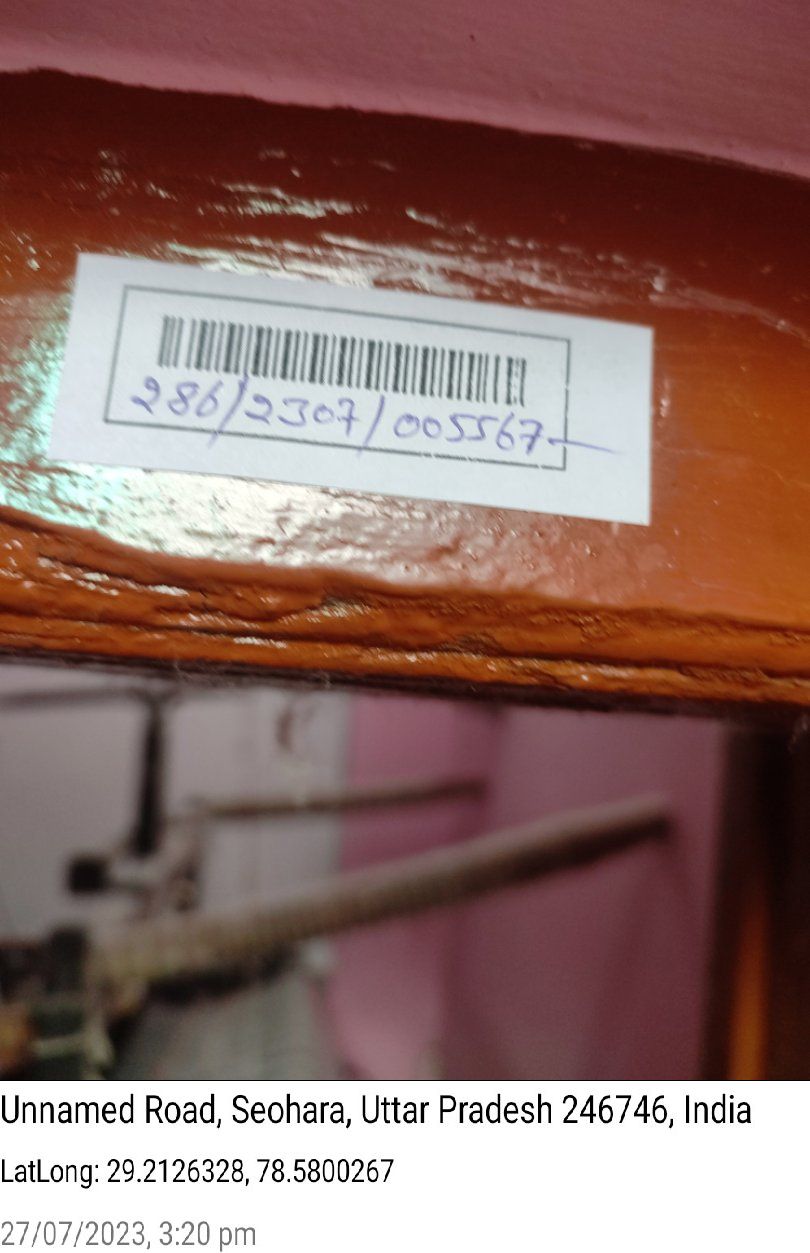 286/2307/005567
Unnamed Road, Seohara, Uttar Pradesh 246746, India
LatLong: 29.2126328, 78.5800267
27/07/2023, 3:20 pm